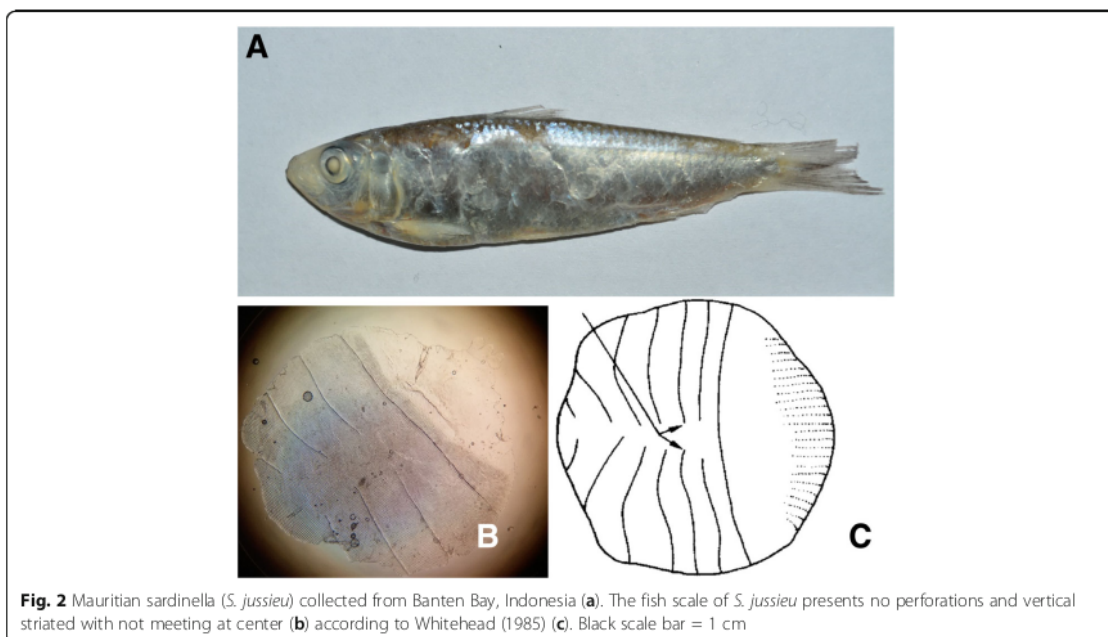 A
B
C
Fig. 2 Mauritian sardinella (S. jussieu) collected from Banten Bay, Indonesia (a). The fish scale of S. jussieu presents no perforations and vertical
striated with not meeting at center (b) according to Whitehead (1985) (c). Black scale bar = 1 cm